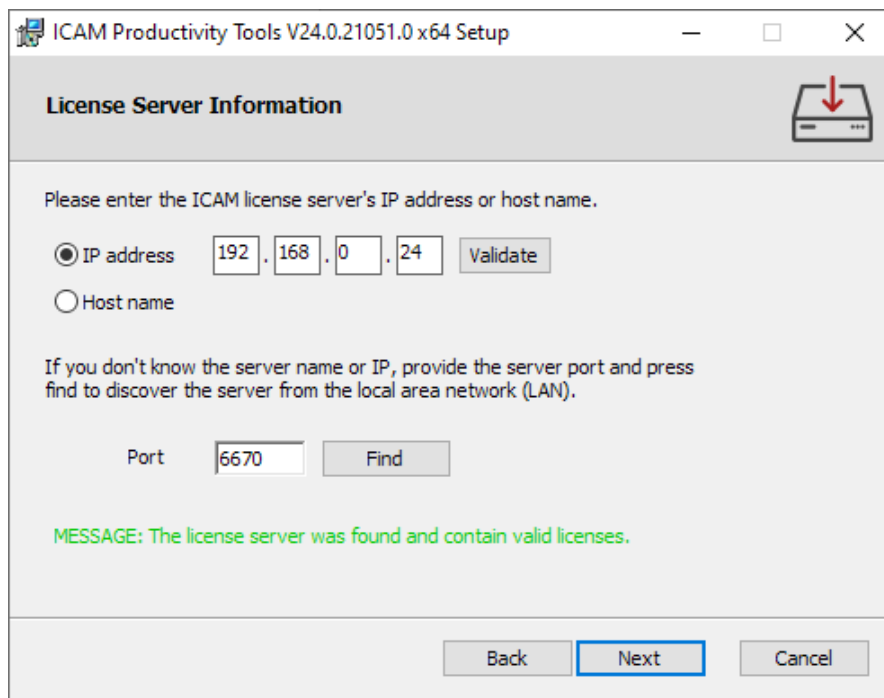 ICAM Productivity Tools V24.0.21051.0 x64 Setup
License Server Information
Please enter the ICAM license server's IP address or host name.
IP address 192 . 168 . 0 . 24 Validate
Host name
If you don't know the server name or IP, provide the server port and press
find to discover the server from the local area network (LAN).
Port 6670 Find
MESSAGE: The license server was found and contain valid licenses.
Back Next Cancel